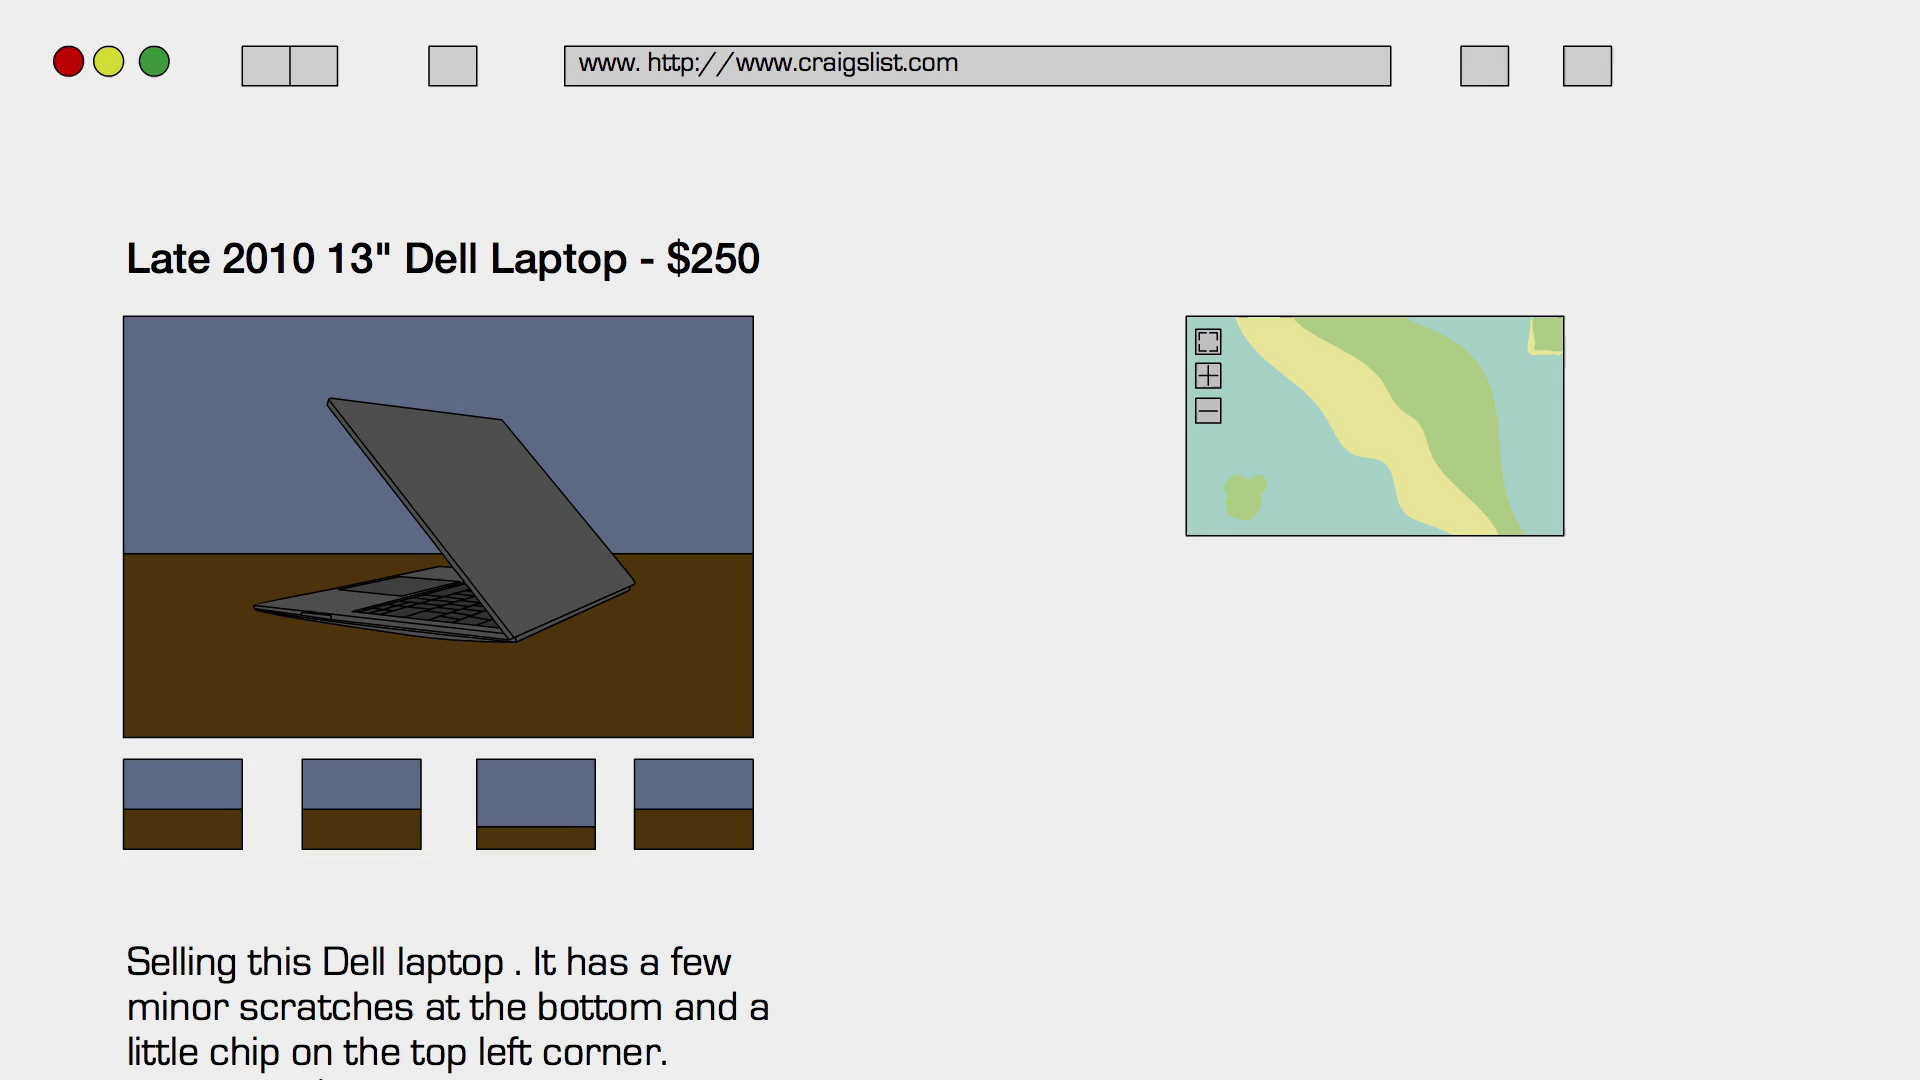 www. http://www.craigslist.com
Late 2010 13" Dell Laptop - $250
Selling this Dell laptop . It has a few
minor scratches at the bottom and a
little chip on the top left corner.